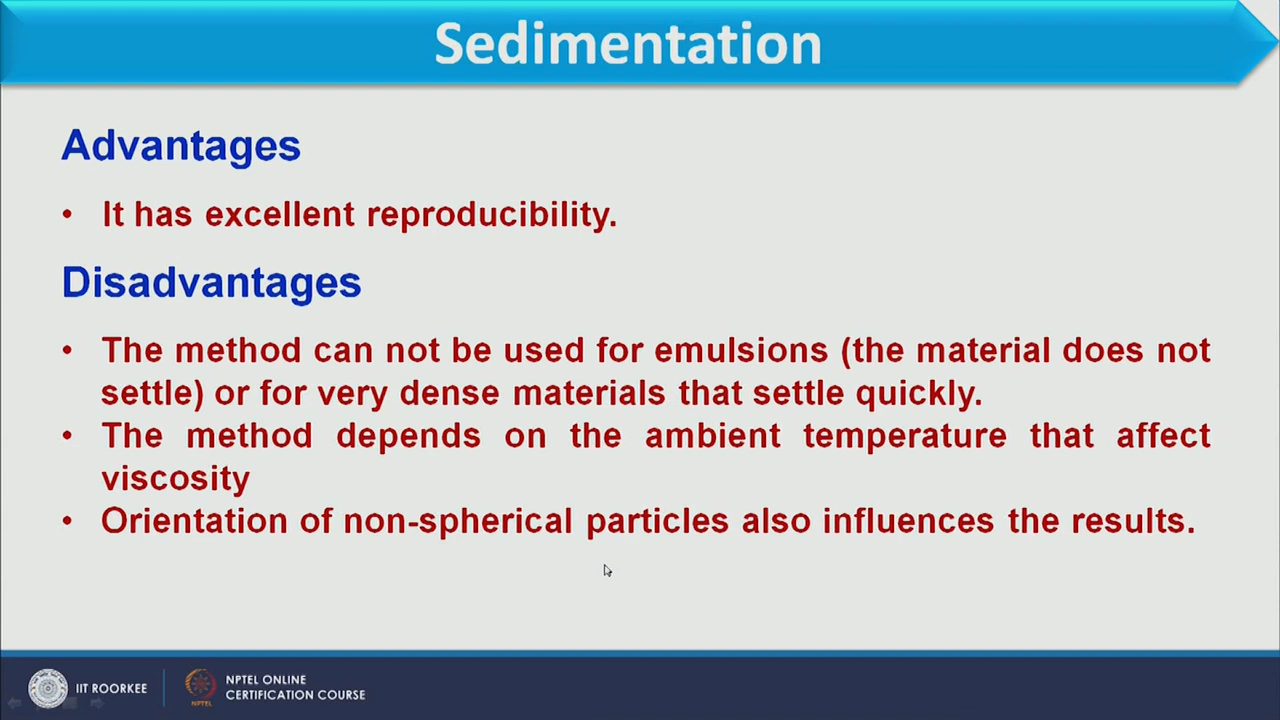 Sedimentation
Advantages
• It has excellent reproducibility.
Disadvantages
• The method can not be used for emulsions (the material does not
settle) or for very dense materials that settle quickly.
• The method depends on the ambient temperature that affect
viscosity
• Orientation of non-spherical particles also influences the results.
IIT ROORKEE
NPTEL ONLINE
CERTIFICATION COURSE
NPTEL